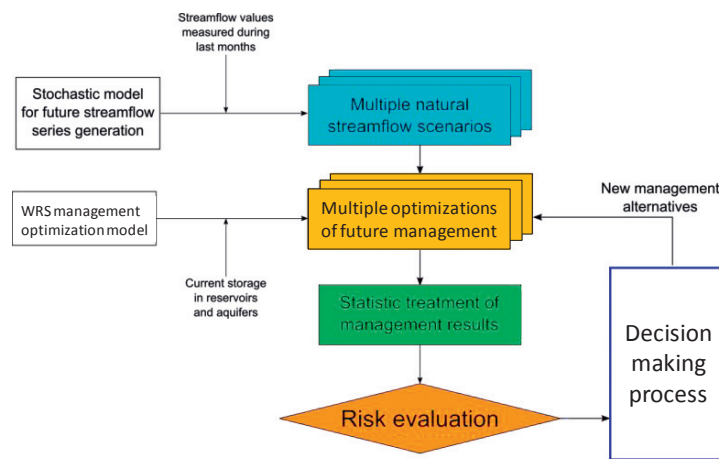 Streamflow values
measured during
last months
Stochastic model
for future streamflow
series generation
Multiple natural
streamflow scenarios
New management
alternatives
WRS management
optimization model
Multiple optimizations
of future management
Current storage
in reservoirs
and aquifers
Statistic treatment of
management results
Decision
making
process
Risk evaluation